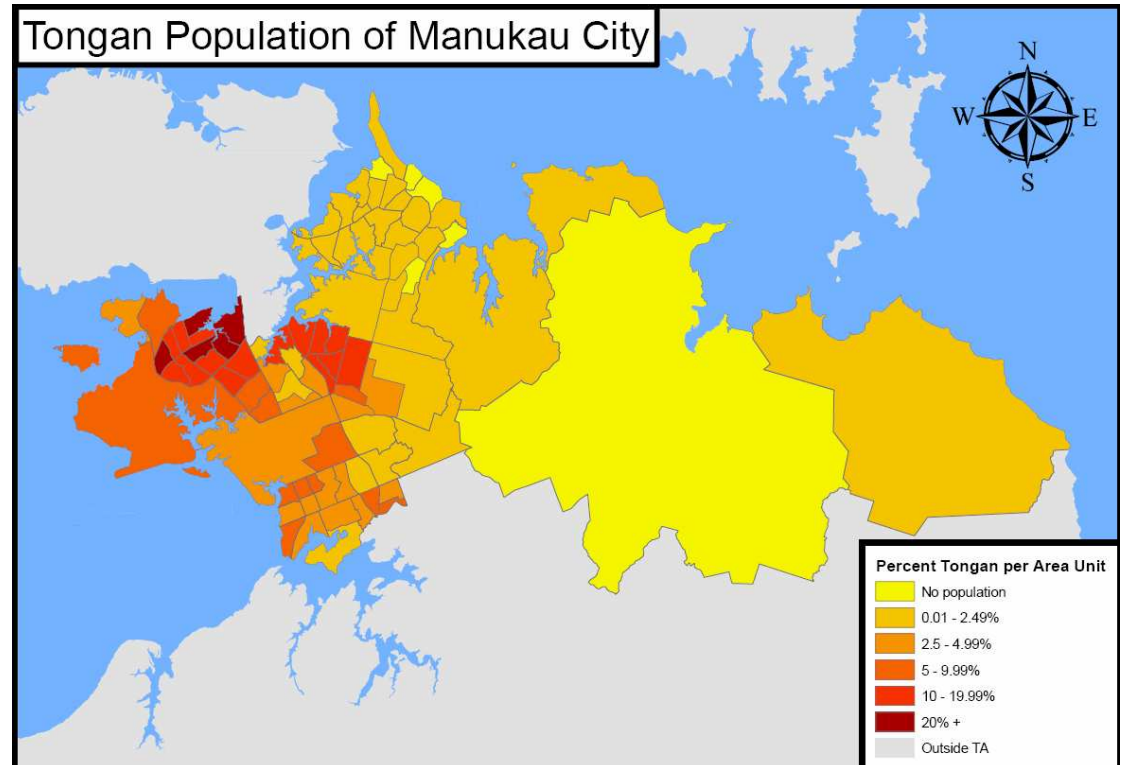 Tongan Population of Manukau City
N
W E
S
Percent Tongan per Area Unit
No population
0.01 - 2.49%
2.5 - 4.99%
5 - 9.99%
10 - 19.99%
20% +
Outside TA